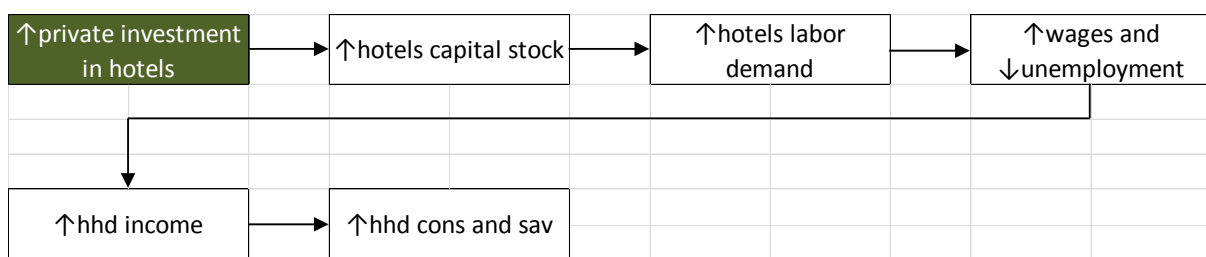 ↑private investment
in hotels
↑hotels capital stock
↑hotels labor
demand
↑wages and
↓unemployment
↑hhd income
↑hhd cons and sav